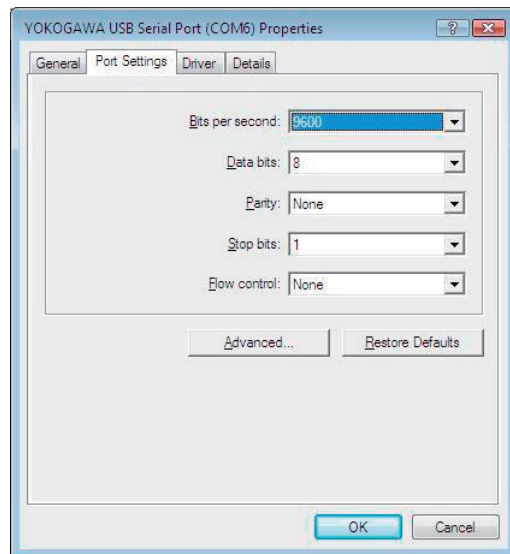 YOKOGAWA USB Serial Port (COM6) Properties
General Port Settings Driver Details
Bits per second: 9600
Data bits: 8
Parity: None
Stop bits: 1
Flow control: None
Advanced... Restore Defaults
OK Cancel